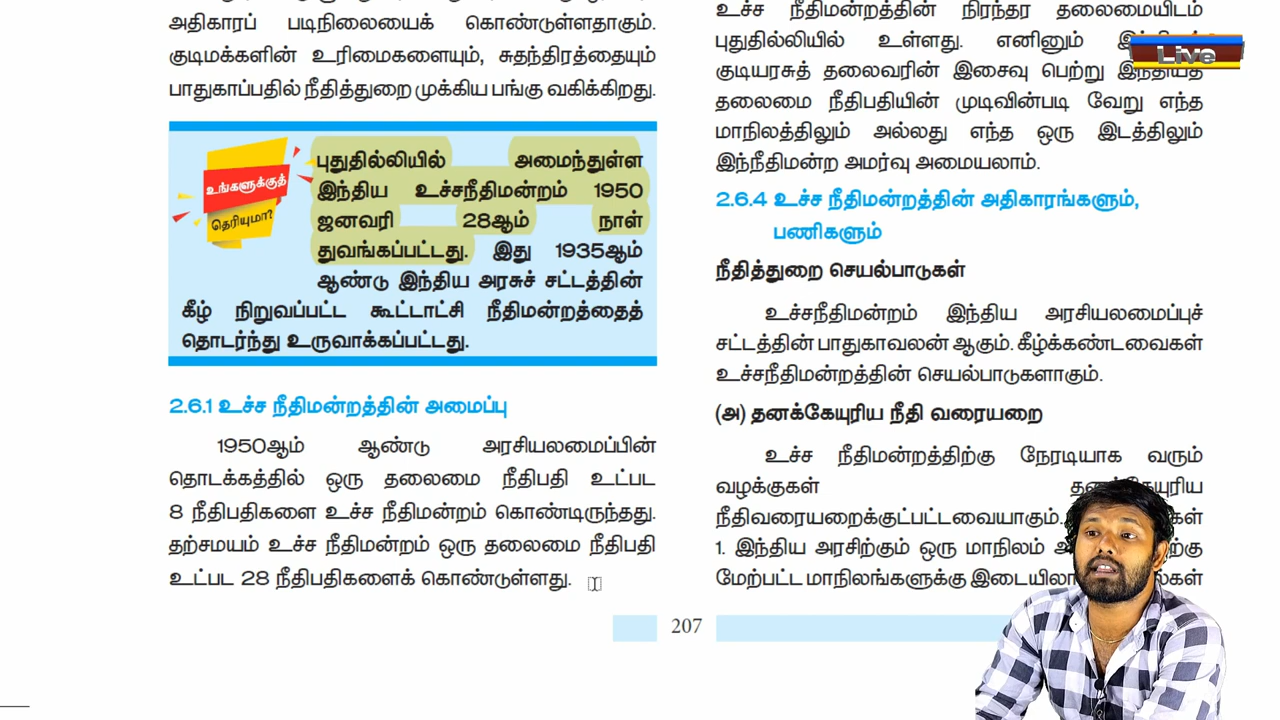 அதிகாரப் படிநிலையைக் கொண்டுள்ளதாகும்.
குடிமக்களின் உரிமைகளையும், சுதந்திரத்தையும்
பாதுகாப்பதில் நீதித்துறை முக்கிய பங்கு வகிக்கிறது.
உங்களுக்குத்
தெரியுமா?
புதுதில்லியில் அமைந்துள்ள
இந்திய உச்சநீதிமன்றம் 1950
ஜனவரி 28ஆம் நாள்
துவங்கப்பட்டது. இது 1935ஆம்
ஆண்டு இந்திய அரசுச் சட்டத்தின்
கீழ் நிறுவப்பட்ட கூட்டாட்சி நீதிமன்றத்தைத்
தொடர்ந்து உருவாக்கப்பட்டது.
2.6.1 உச்ச நீதிமன்றத்தின் அமைப்பு
1950ஆம் ஆண்டு அரசியலமைப்பின்
தொடக்கத்தில் ஒரு தலைமை நீதிபதி உட்பட
8 நீதிபதிகளை உச்ச நீதிமன்றம் கொண்டிருந்தது.
தற்சமயம் உச்ச நீதிமன்றம் ஒரு தலைமை நீதிபதி
உட்பட 28 நீதிபதிகளைக் கொண்டுள்ளது.
உச்ச நீதிமன்றத்தின் நிரந்தர தலைமையிடம்
புதுதில்லியில் உள்ளது. எனினும்
குடியரசுத் தலைவரின் இசைவு பெற்று இந்தியத்
தலைமை நீதிபதியின் முடிவின்படி வேறு எந்த
மாநிலத்திலும் அல்லது எந்த ஒரு இடத்திலும்
இந்நீதிமன்ற அமர்வு அமையலாம்.
2.6.4 உச்ச நீதிமன்றத்தின் அதிகாரங்களும்,
பணிகளும்
நீதித்துறை செயல்பாடுகள்
உச்சநீதிமன்றம் இந்திய அரசியலமைப்புச்
சட்டத்தின் பாதுகாவலன் ஆகும். கீழ்க்கண்டவைகள்
உச்சநீதிமன்றத்தின் செயல்பாடுகளாகும்.
(அ) தனக்கேயுரிய நீதி வரையறை
உச்ச நீதிமன்றத்திற்கு நேரடியாக வரும்
வழக்குகள் தனக்கேயுரிய
நீதிவரையறைக்குட்பட்டவையாகும்.
1. இந்திய அரசிற்கும் ஒரு மாநிலம்
மேற்பட்ட மாநிலங்களுக்கு
207
Live